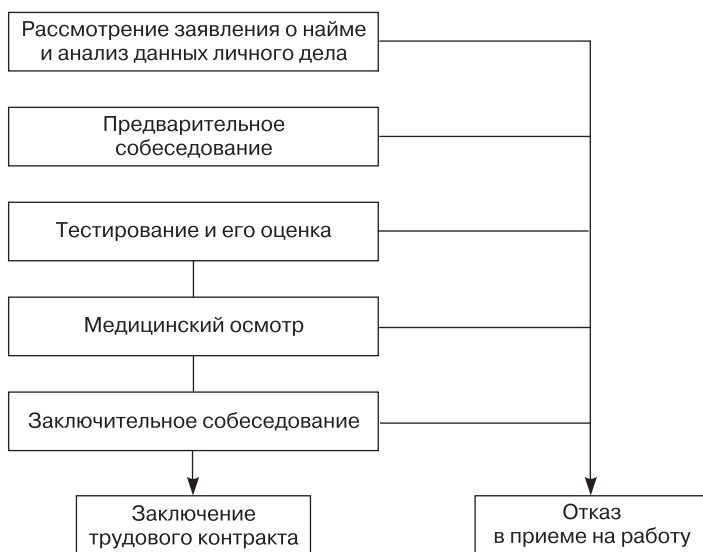 Рассмотрение заявления о найме
и анализ данных личного дела
Предварительное
собеседование
Тестирование и его оценка
Медицинский осмотр
Заключительное собеседование
Заключение
трудового контракта
Отказ
в приеме на работу